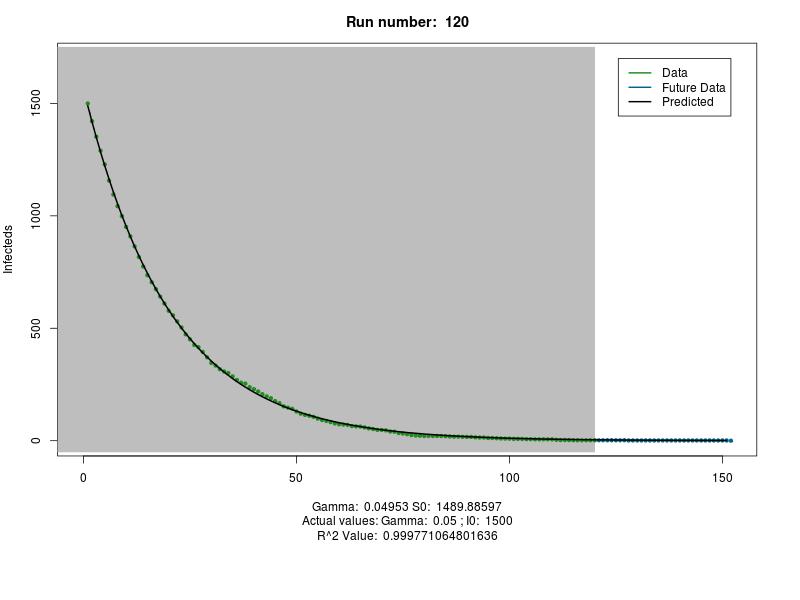 Run number:  120
Data
Future Data
Predicted
1500
1000
500
0
Infecteds
0
50
100
150
Gamma:  0.04953 S0:  1489.88597
Actual values: Gamma:  0.05 ; I0:  1500
R^2 Value:  0.999771064801636